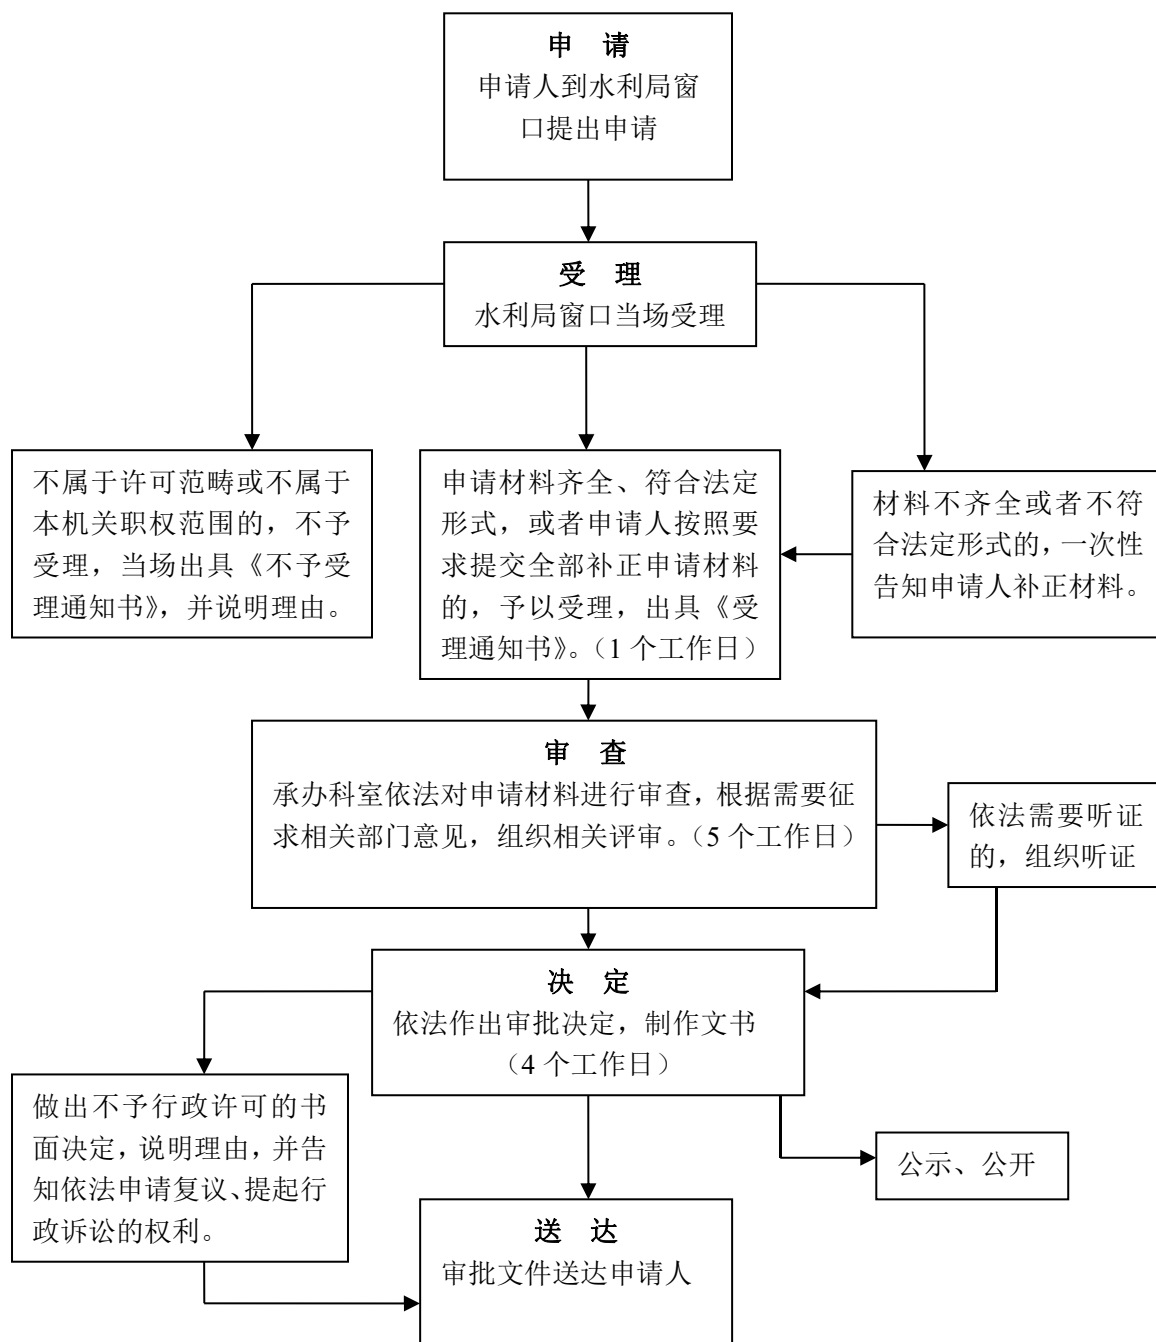 申 请
申请人到水利局窗
口提出申请
受 理
水利局窗口当场受理
不属于许可范畴或不属于
本机关职权范围的，不予
受理，当场出具《不予受
理通知书》，并说明理由。
申请材料齐全、符合法定
形式，或者申请人按照要
求提交全部补正申请材料
的，予以受理，出具《受
理通知书》。（1 个工作日）
材料不齐全或者不符
合法定形式的，一次性
告知申请人补正材料。
审 查
承办科室依法对申请材料进行审查，根据需要征
求相关部门意见，组织相关评审。（5 个工作日）
依法需要听证
的，组织听证
决 定
依法作出审批决定，制作文书
（4 个工作日）
做出不予行政许可的书
面决定，说明理由，并告
知依法申请复议、提起行
政诉讼的权利。
公示、公开
送 达
审批文件送达申请人